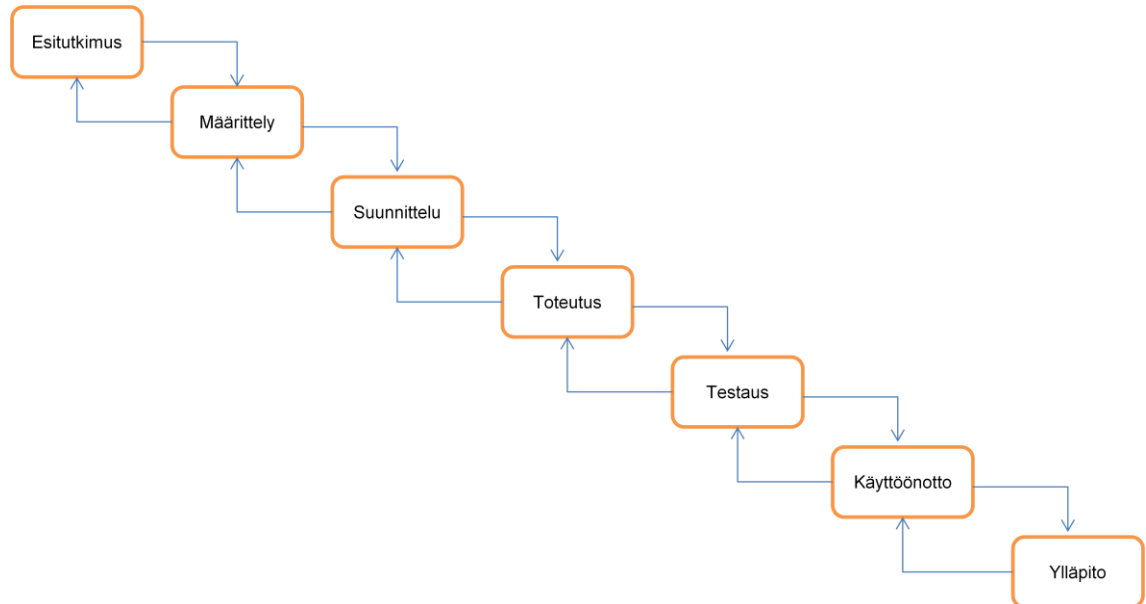 Esitutkimus
Määrittely
Suunnittelu
Toteutus
Testaus
Käyttöönotto
Ylläpito